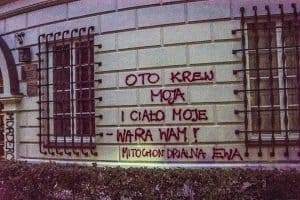 OTO KREW
MOJA
I CIAŁO MOJE
- WARA WAM!
MITOCHONDRIALNA EWA